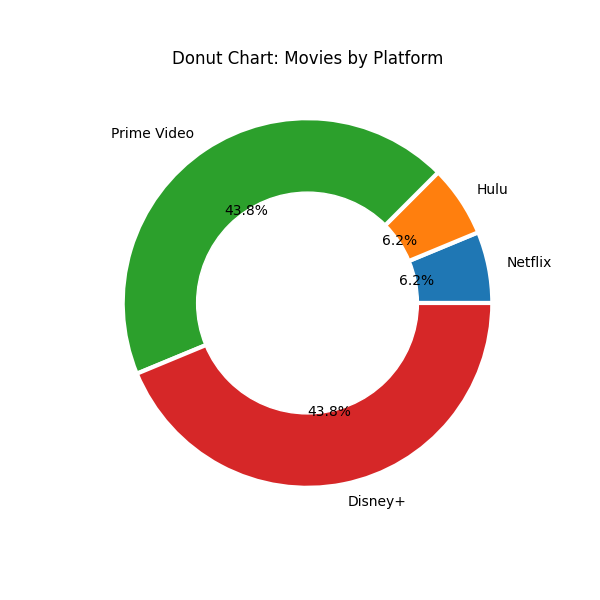 Donut Chart: Movies by Platform
Prime Video
Hulu
Netflix
43.8%
6.2%
6.2%
43.8%
Disney+